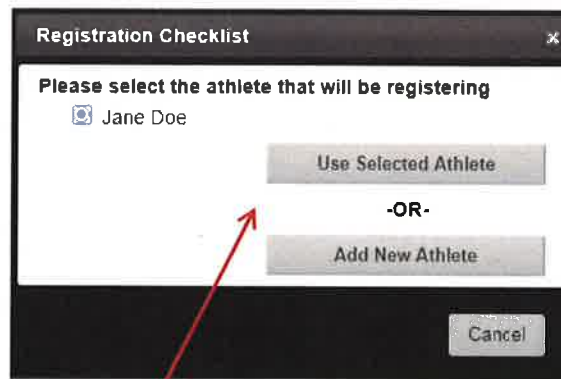 Registration Checklist
x
Please select the athlete that will be registering
Jane Doe
Use Selected Athlete
-OR-
Add New Athlete
Cancel